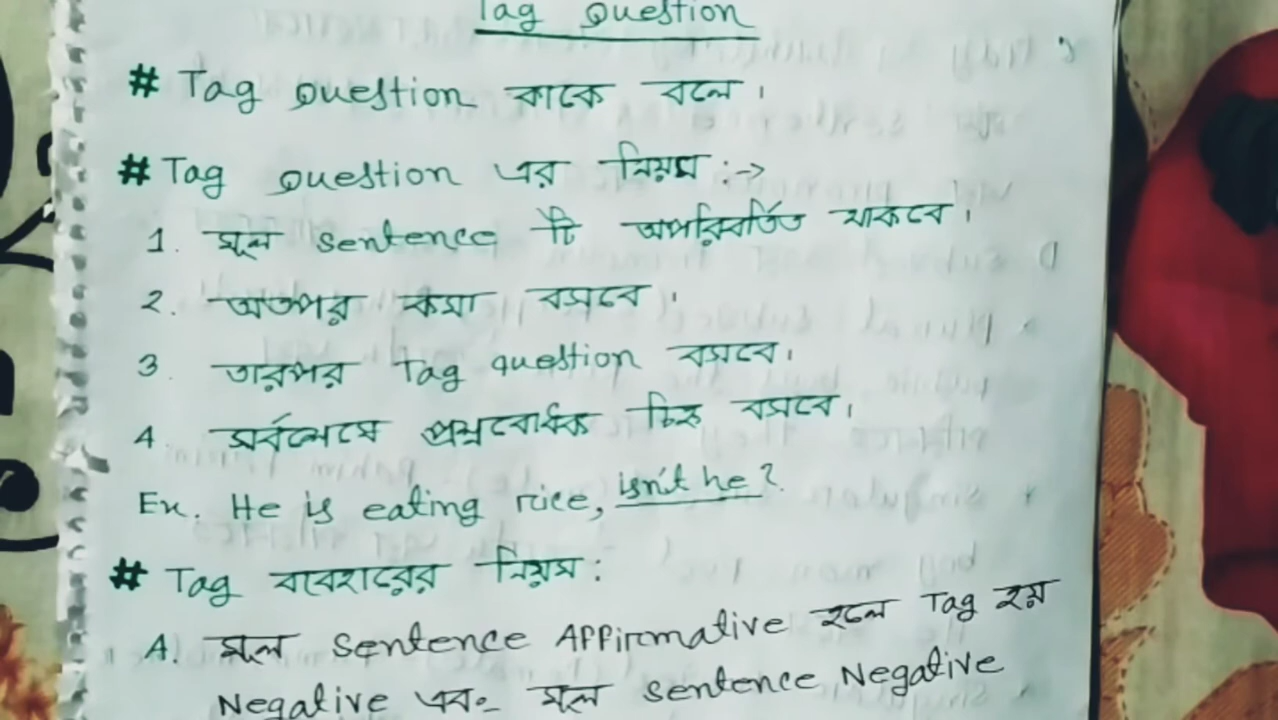 Tag Question
# Tag Question কাকে বলে।
# Tag Question এর নিয়ম :->
1. মূল sentence টি অপরিবর্তিত থাকবে।
2. অতপর কমা বসবে।
3. তারপর Tag question বসবে।
4. সর্বশেষে প্রশ্নবোধক চিহ্ন বসবে।
Ex. He is eating rice, isn't he?
# Tag ব্যবহারের নিয়ম:
A. মূল sentence Affirmative হলে Tag হয়
Negative এবং মূল sentence Negative